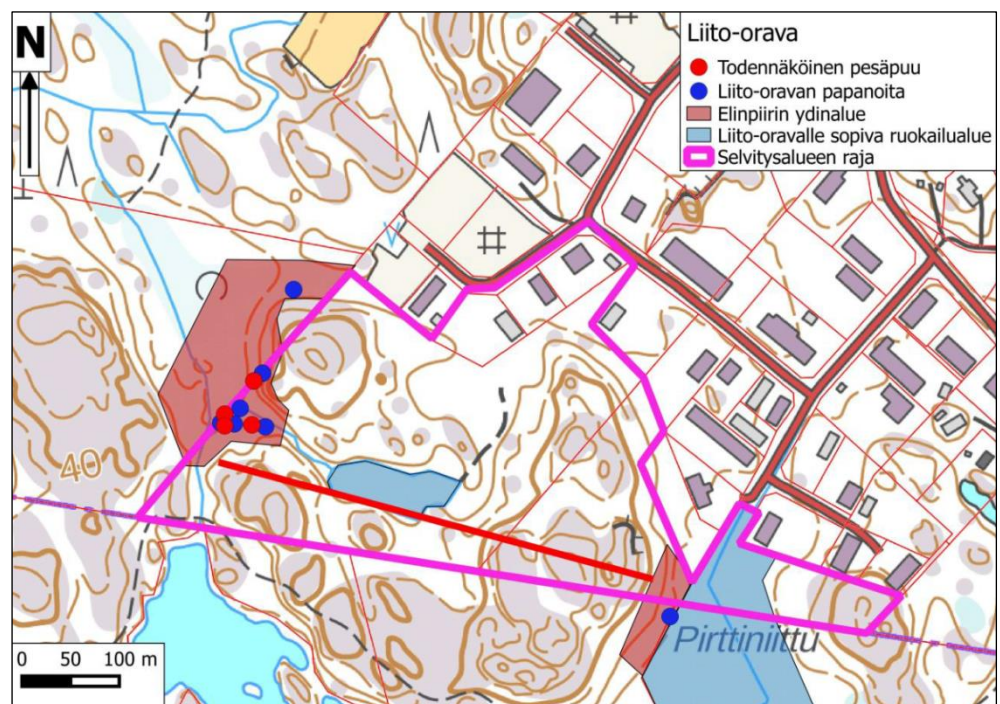 N
Liito-orava
Todennäköinen pesäpuu
Liito-oravan papanoita
Elinpiirin ydinalue
Liito-oravalle sopiva ruokailualue
Selvitysalueen raja
40
Pirttiniittu
0 50 100 m